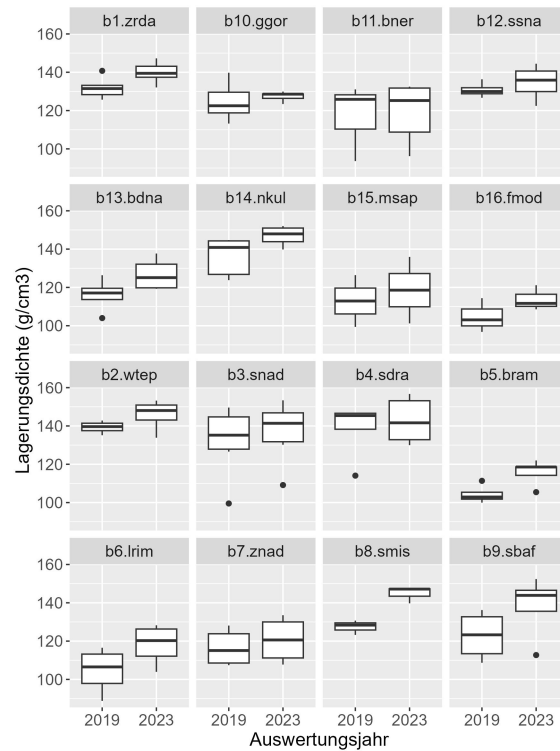 b1.zrda b10.ggor b11.bner b12.ssna
160
140
120
100
b13.bdna b14.nkul b15.msap b16.fmod
160
140
120
100
b2.wtep b3.snad b4.sdra b5.bram
160
140
120
100
b6.lrim b7.znad b8.smis b9.sbaf
160
140
120
100
2019 2023 2019 2023 2019 2023 2019 2023
Auswertungsjahr
Lagerungsdichte (g/cm3)